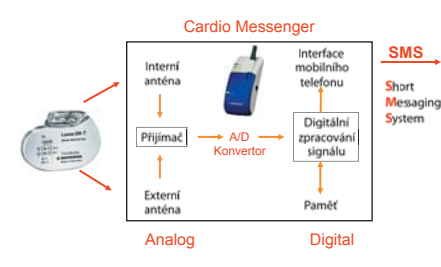 Cardio Messenger
Interní
anténa
Interface
mobilního
telefonu
SMS
Short
Messaging
System
Přijímač
A/D
Konvertor
Digitální
zpracování
signálu
Externí
anténa
Paměť
Analog
Digital